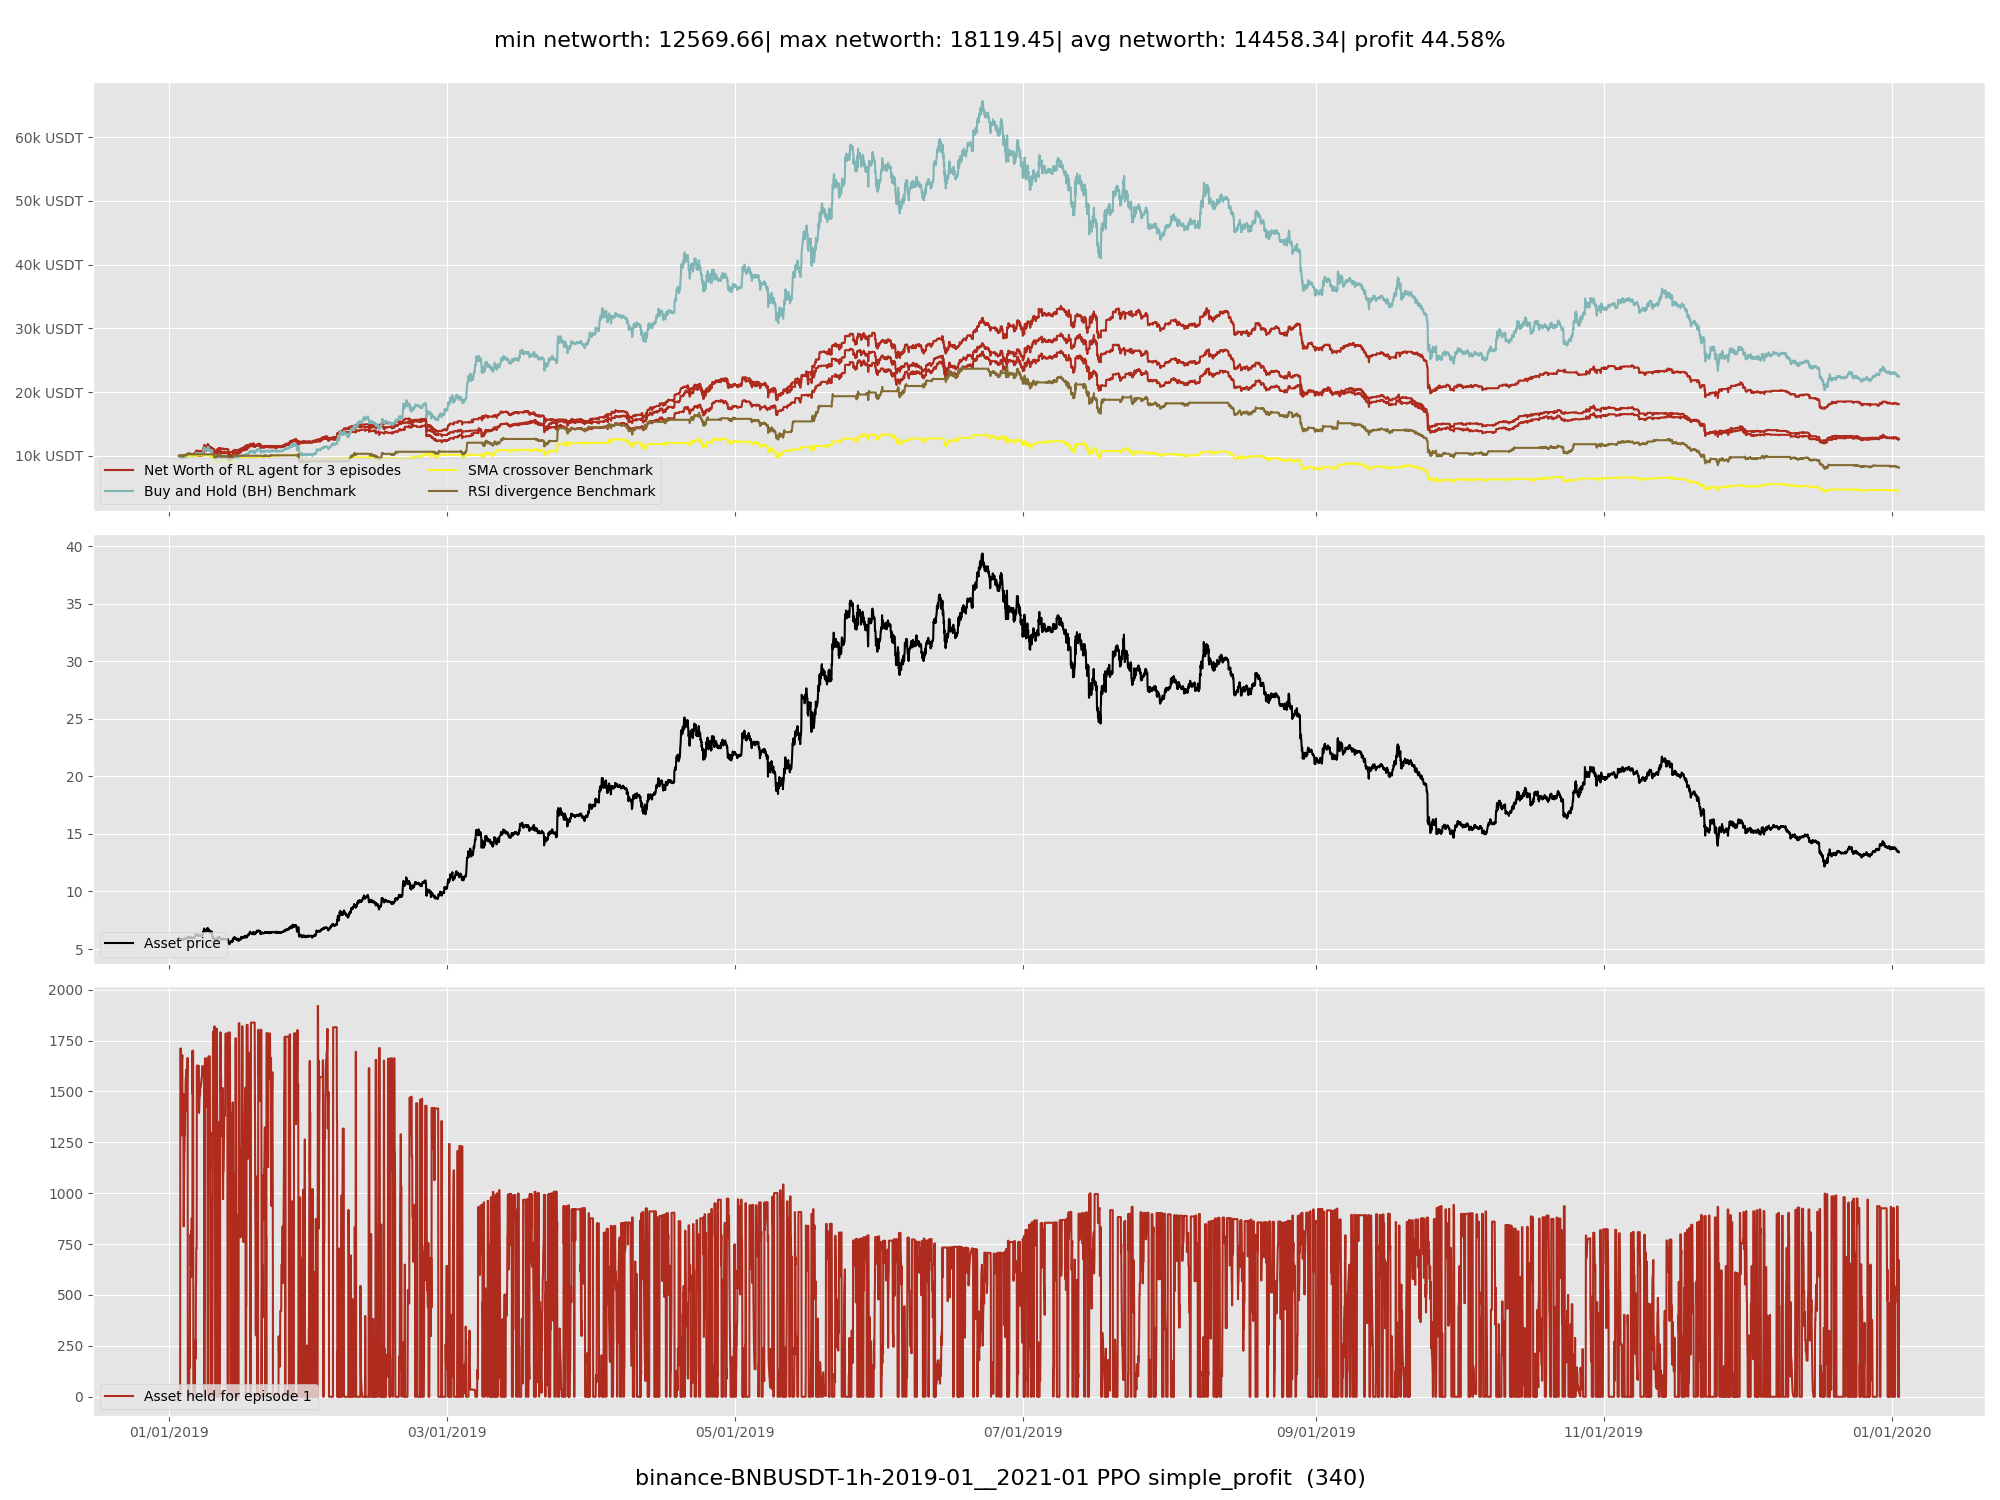 min networth: 12569.66| max networth: 18119.45| avg networth: 14458.34| profit 44.58%
60k USDT
50k USDT
40k USDT
30k USDT
20k USDT
10k USDT
Net Worth of RL agent for 3 episodes
Buy and Hold (BH) Benchmark
SMA crossover Benchmark
RSI divergence Benchmark
40
35
30
25
20
15
10
5
Asset price
2000
1750
1500
1250
1000
750
500
250
0
Asset held for episode 1
01/01/2019 03/01/2019 05/01/2019 07/01/2019 09/01/2019 11/01/2019 01/01/2020
binance-BNBUSDT-1h-2019-01__2021-01 PPO simple_profit (340)